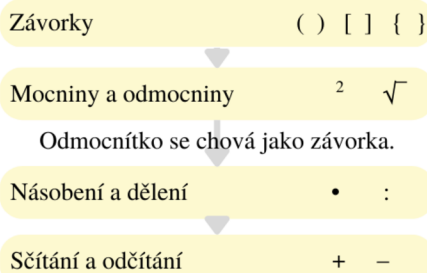 Závorky ( ) [ ] { }
Mocniny a odmocniny ² √
Odmocnítko se chová jako závorka.
Násobení a dělení • :
Sčítání a odčítání + –